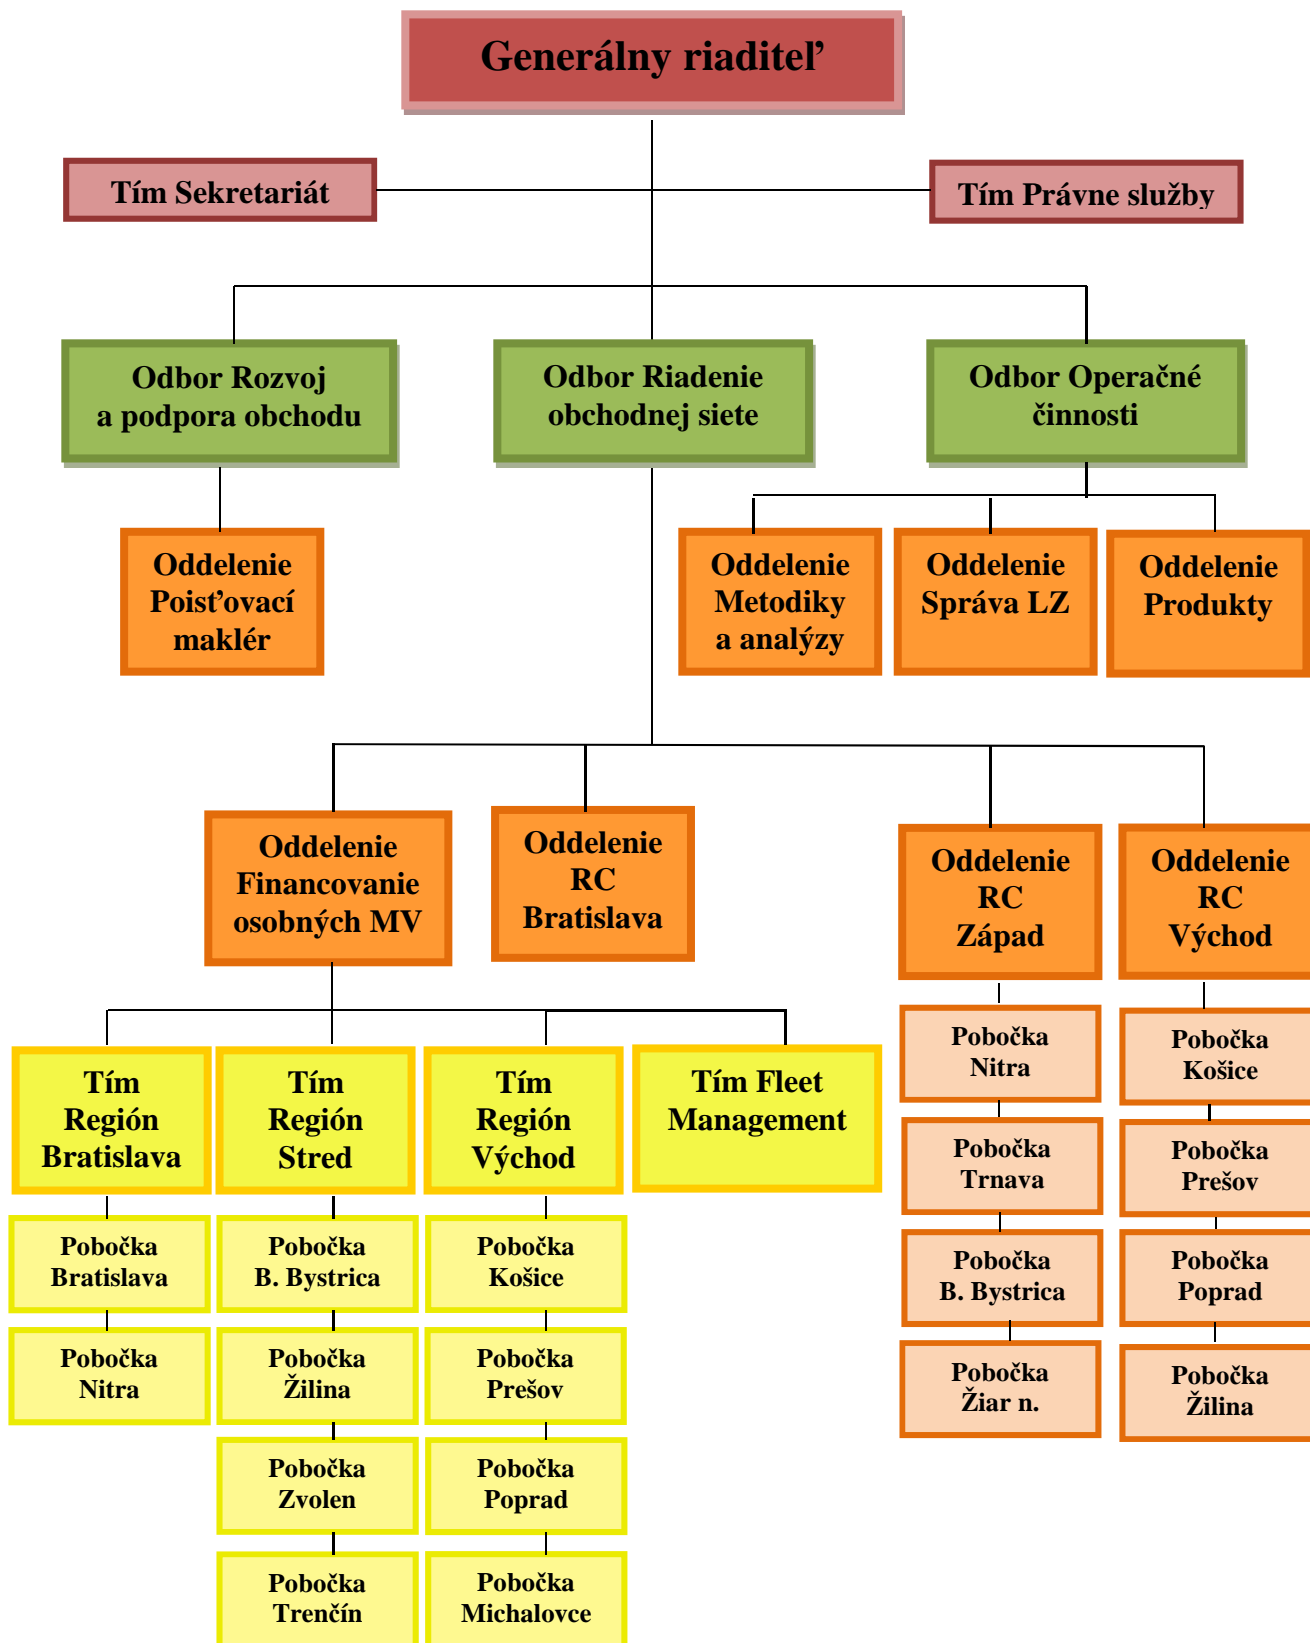 Generálny riaditeľ
Tím Sekretariát
Tím Právne služby
Odbor Rozvoj
a podpora obchodu
Odbor Riadenie
obchodnej siete
Odbor Operačné
činnosti
Oddelenie
Poisťovací
maklér
Oddelenie
Metodiky
a analýzy
Oddelenie
Správa LZ
Oddelenie
Produkty
Oddelenie
Financovanie
osobných MV
Oddelenie
RC
Bratislava
Oddelenie
RC
Západ
Oddelenie
RC
Východ
Tím
Región
Bratislava
Tím
Región
Stred
Tím
Región
Východ
Tím Fleet
Management
Pobočka
Bratislava
Pobočka
Nitra
Pobočka
B. Bystrica
Pobočka
Žilina
Pobočka
Zvolen
Pobočka
Trenčín
Pobočka
Košice
Pobočka
Prešov
Pobočka
Poprad
Pobočka
Michalovce
Pobočka
Nitra
Pobočka
Trnava
Pobočka
B. Bystrica
Pobočka
Žiar n.
Pobočka
Košice
Pobočka
Prešov
Pobočka
Poprad
Pobočka
Žilina